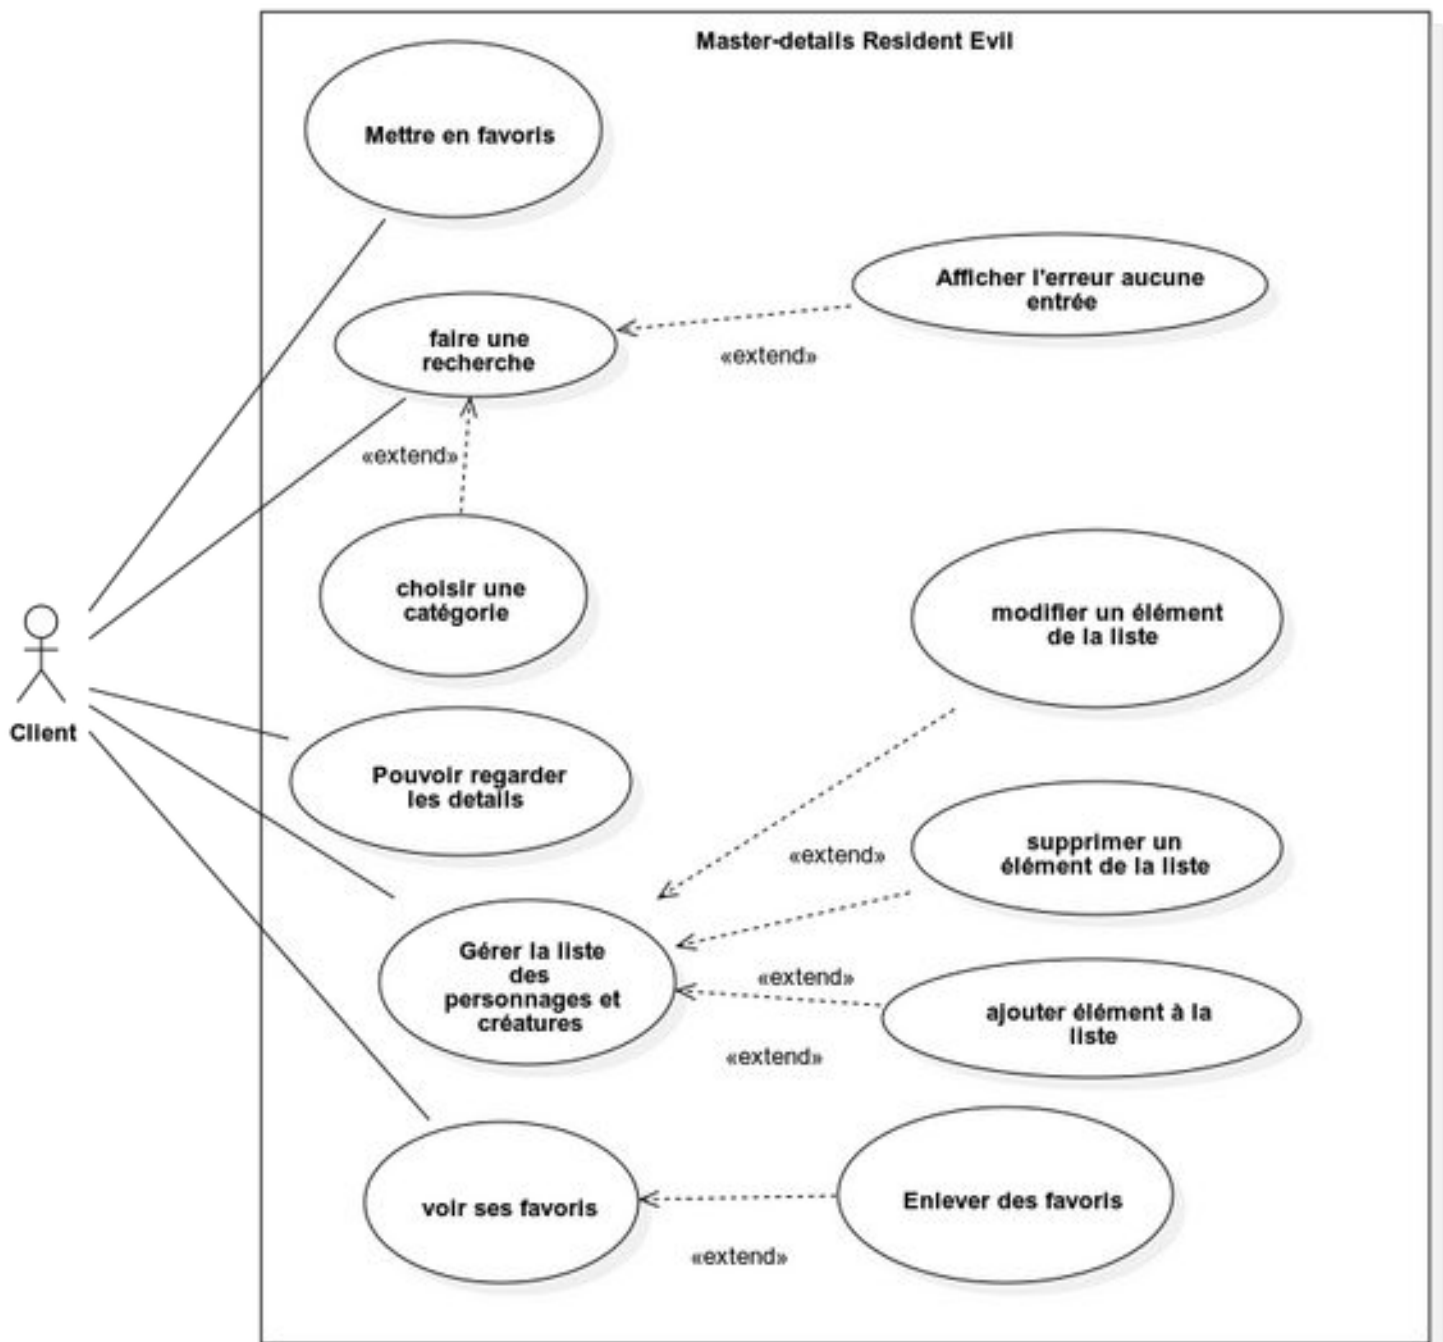 Master-details Resident Evil
Mettre en favoris
Afficher l'erreur aucune
entrée
faire une
recherche
«extend»
«extend»
choisir une
catégorie
modifier un élément
de la liste
Client
Pouvoir regarder
les details
supprimer un
élément de la liste
«extend»
Gérer la liste
des
personnages et
créatures
«extend»
ajouter élément à la
liste
«extend»
voir ses favoris
Enlever des favoris
«extend»